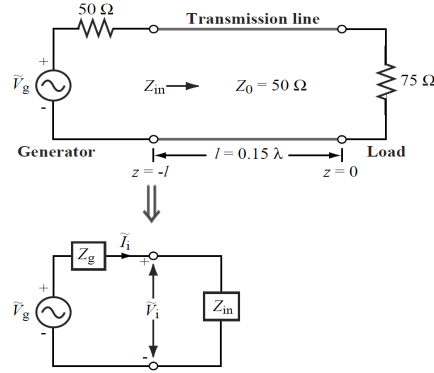 50 Ω
Transmission line
+
Ṽg
-
Zin
Z0 = 50 Ω
75 Ω
Generator
l = 0.15 λ
Load
z = -l
z = 0
Zg
Ĩi
+
+
Ṽg
-
Ṽi
Zin
-